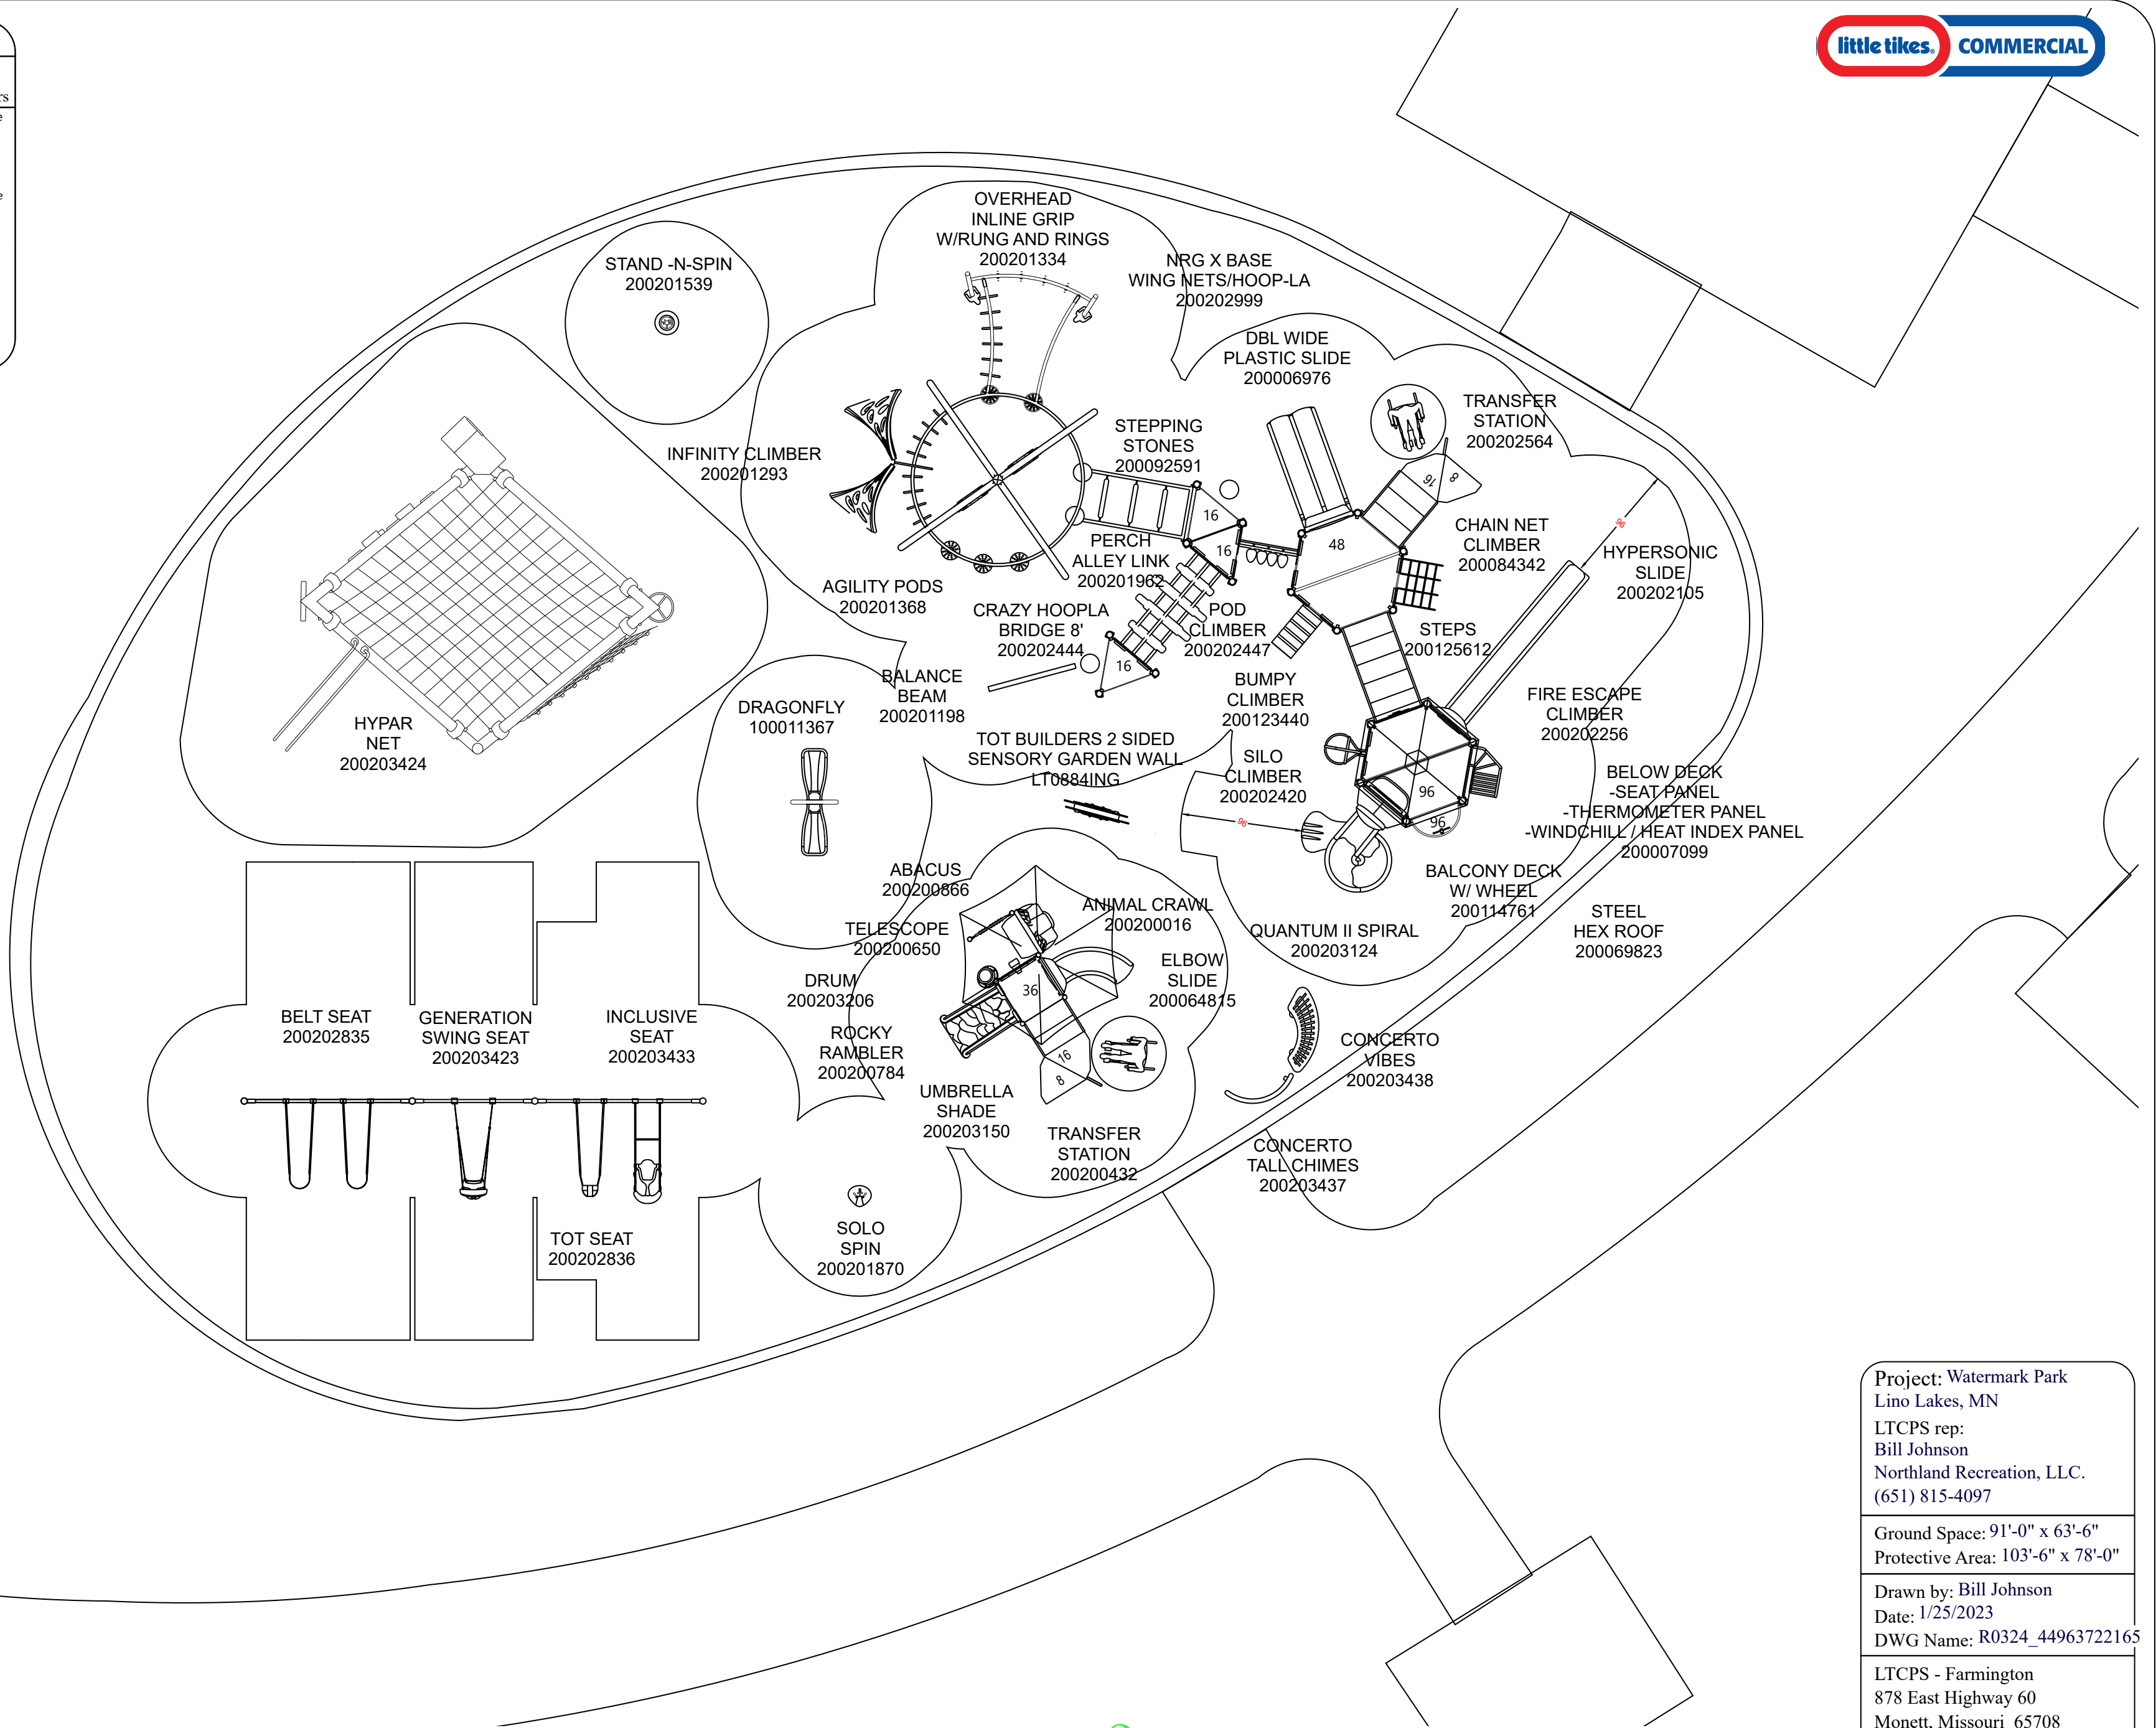 little tikes® COMMERCIAL
rs
e
e
OVERHEAD
INLINE GRIP
W/RUNG AND RINGS
200201334
STAND -N-SPIN
200201539
NRG X BASE
WING NETS/HOOP-LA
200202999
DBL WIDE
PLASTIC SLIDE
200006976
TRANSFER
STATION
200202564
STEPPING
STONES
200092591
INFINITY CLIMBER
200201293
16
8
16
16
48
96
CHAIN NET
CLIMBER
200084342
HYPERSONIC
SLIDE
200202105
PERCH
ALLEY LINK
200201962
AGILITY PODS
200201368
CRAZY HOOPLA
BRIDGE 8'
200202444
POD
CLIMBER
200202447
STEPS
200125612
16
BALANCE
BEAM
200201198
BUMPY
CLIMBER
200123440
FIRE ESCAPE
CLIMBER
200202256
DRAGONFLY
100011367
HYPAR
NET
200203424
TOT BUILDERS 2 SIDED
SENSORY GARDEN WALL
LT0884ING
SILO
CLIMBER
200202420
BELOW DECK
-SEAT PANEL
-THERMOMETER PANEL
-WINDCHILL / HEAT INDEX PANEL
200007099
96
96
96
ABACUS
200200866
BALCONY DECK
W/ WHEEL
200114761
ANIMAL CRAWL
200200016
STEEL
HEX ROOF
200069823
TELESCOPE
200200650
QUANTUM II SPIRAL
200203124
ELBOW
SLIDE
200064815
DRUM
200203206
36
BELT SEAT
200202835
GENERATION
SWING SEAT
200203423
INCLUSIVE
SEAT
200203433
ROCKY
RAMBLER
200200784
16
8
CONCERTO
VIBES
200203438
UMBRELLA
SHADE
200203150
TRANSFER
STATION
200200432
CONCERTO
TALL CHIMES
200203437
SOLO
SPIN
200201870
TOT SEAT
200202836
Project: Watermark Park
Lino Lakes, MN
LTCPS rep:
Bill Johnson
Northland Recreation, LLC.
(651) 815-4097
Ground Space: 91'-0" x 63'-6"
Protective Area: 103'-6" x 78'-0"
Drawn by: Bill Johnson
Date: 1/25/2023
DWG Name: R0324_44963722165
LTCPS - Farmington
878 East Highway 60
Monett, Missouri 65708